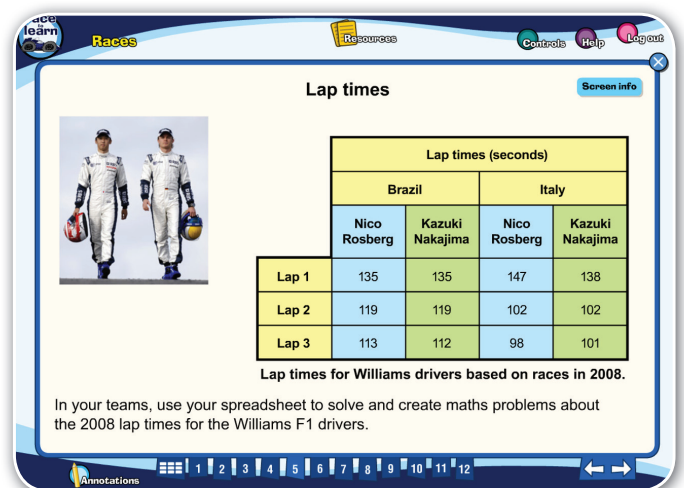 race
to
learn
Races
Resources
Controls
Help
Log out
Lap times
Screen info
Lap times (seconds)
Brazil Italy
Nico Rosberg Kazuki Nakajima Nico Rosberg Kazuki Nakajima
Lap 1 135 135 147 138
Lap 2 119 119 102 102
Lap 3 113 112 98 101
Lap times for Williams drivers based on races in 2008.
In your teams, use your spreadsheet to solve and create maths problems about
the 2008 lap times for the Williams F1 drivers.
Annotations
1 2 3 4 5 6 7 8 9 10 11 12